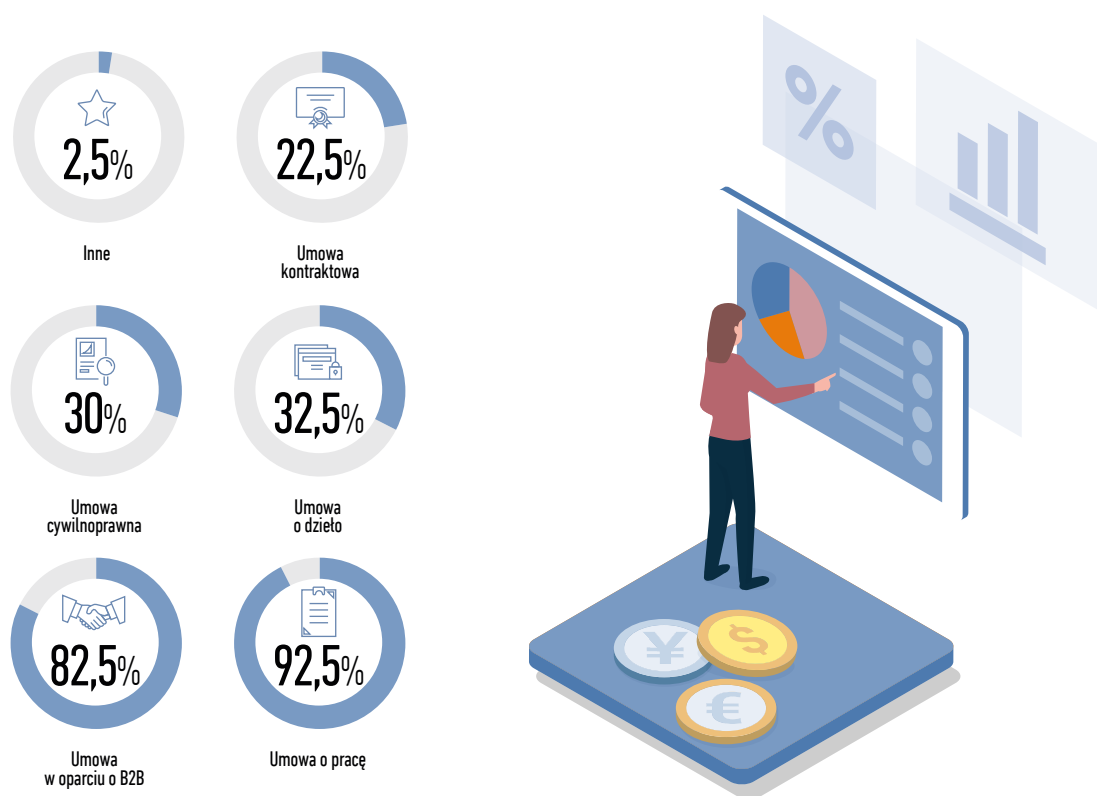 2,5%
Inne
22,5%
Umowa
kontraktowa
30%
Umowa
cywilnoprawna
32,5%
Umowa
o dzieło
82,5%
Umowa
w oparciu o B2B
92,5%
Umowa o pracę
%
¥
$
€